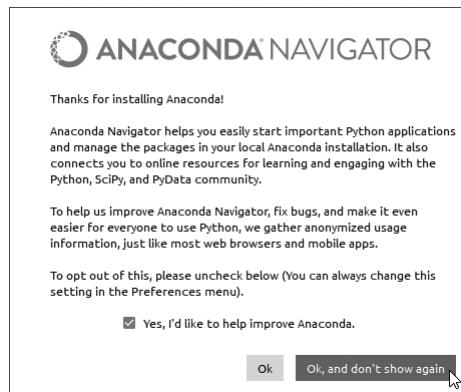 ANACONDA NAVIGATOR
Thanks for installing Anaconda!
Anaconda Navigator helps you easily start important Python applications
and manage the packages in your local Anaconda installation. It also
connects you to online resources for learning and engaging with the
Python, SciPy, and PyData community.
To help us improve Anaconda Navigator, fix bugs, and make it even
easier for everyone to use Python, we gather anonymized usage
information, just like most web browsers and mobile apps.
To opt out of this, please uncheck below (You can always change this
setting in the Preferences menu).
Yes, I'd like to help improve Anaconda.
Ok
Ok, and don't show again